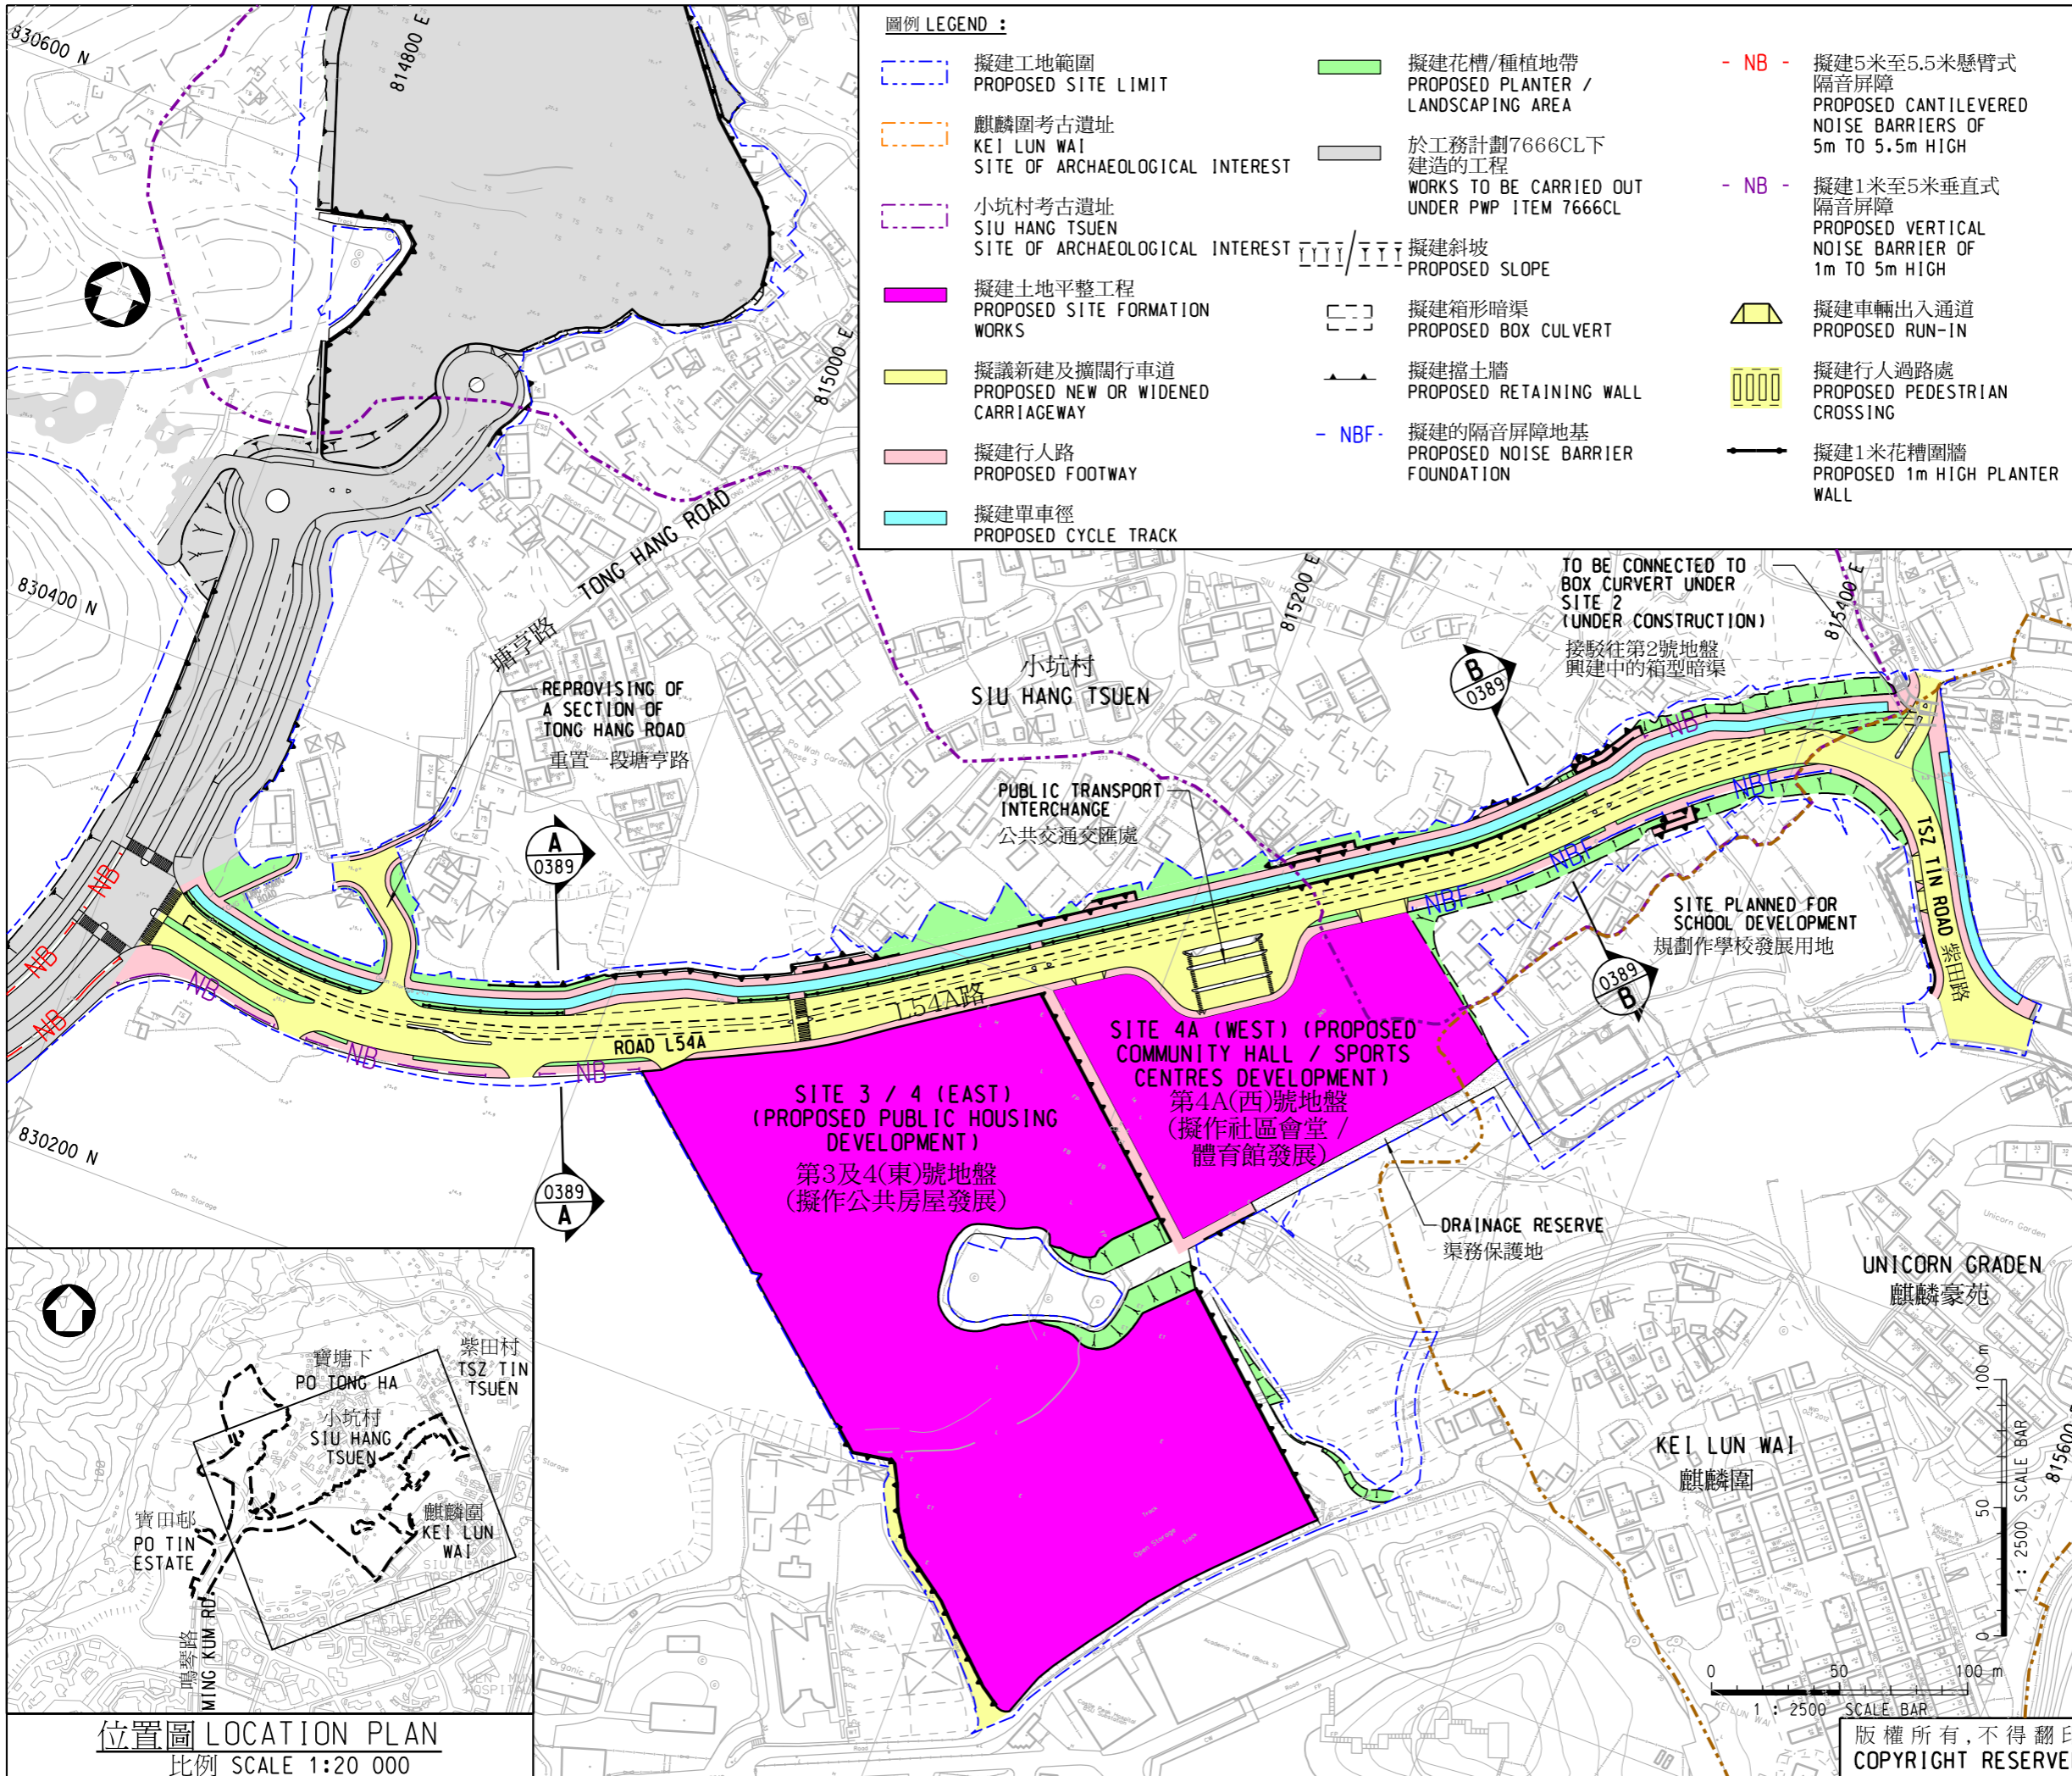 圖例 LEGEND :
擬建工地範圍
PROPOSED SITE LIMIT
麒麟圍考古遺址
KEI LUN WAI
SITE OF ARCHAEOLOGICAL INTEREST
小坑村考古遺址
SIU HANG TSUEN
SITE OF ARCHAEOLOGICAL INTEREST
擬建土地平整工程
PROPOSED SITE FORMATION
WORKS
擬議新建及擴闊行車道
PROPOSED NEW OR WIDENED
CARRIAGEWAY
擬建行人路
PROPOSED FOOTWAY
擬建單車徑
PROPOSED CYCLE TRACK
擬建花槽/種植地帶
PROPOSED PLANTER /
LANDSCAPING AREA
於工務計劃7666CL下
建造的工程
WORKS TO BE CARRIED OUT
UNDER PWP ITEM 7666CL
擬建斜坡
PROPOSED SLOPE
擬建箱形暗渠
PROPOSED BOX CULVERT
擬建擋土牆
PROPOSED RETAINING WALL
- NBF -
擬建的隔音屏障地基
PROPOSED NOISE BARRIER
FOUNDATION
- NB -
擬建5米至5.5米懸臂式
隔音屏障
PROPOSED CANTILEVERED
NOISE BARRIERS OF
5m TO 5.5m HIGH
- NB -
擬建1米至5米垂直式
隔音屏障
PROPOSED VERTICAL
NOISE BARRIER OF
1m TO 5m HIGH
擬建車輛出入通道
PROPOSED RUN-IN
擬建行人過路處
PROPOSED PEDESTRIAN
CROSSING
擬建1米花糟圍牆
PROPOSED 1m HIGH PLANTER
WALL
830600 N
814800 E
815000 E
830400 N
815200 E
815400 E
830200 N
815600 E
塘亨路
TONG HANG ROAD
REPROVISING OF
A SECTION OF
TONG HANG ROAD
重置一段塘亨路
小坑村
SIU HANG TSUEN
PUBLIC TRANSPORT
INTERCHANGE
公共交通交匯處
TO BE CONNECTED TO
BOX CURVERT UNDER
SITE 2
(UNDER CONSTRUCTION)
接駁往第2號地盤
興建中的箱型暗渠
B
0389
A
0389
NB
NB
NB
NB
NB
NB
NB
NBF
NBF
NBF
TSZ TIN ROAD 紫田路
SITE PLANNED FOR
SCHOOL DEVELOPMENT
規劃作學校發展用地
0389
B
L54A路
ROAD L54A
SITE 4A (WEST) (PROPOSED
COMMUNITY HALL / SPORTS
CENTRES DEVELOPMENT)
第4A(西)號地盤
(擬作社區會堂 /
體育館發展)
SITE 3 / 4 (EAST)
(PROPOSED PUBLIC HOUSING
DEVELOPMENT)
第3及4(東)號地盤
(擬作公共房屋發展)
0389
A
DRAINAGE RESERVE
渠務保護地
UNICORN GRADEN
麒麟豪苑
KEI LUN WAI
麒麟圍
Open Storage
Unicorn Garden
寶塘下
PO TONG HA
紫田村
TSZ TIN
TSUEN
小坑村
SIU HANG
TSUEN
麒麟圍
KEI LUN
WAI
寶田邨
PO TIN
ESTATE
鳴琴路
MING KUM RD.
位置圖 LOCATION PLAN
比例 SCALE 1:20 000
0 50 100 m
1 : 2500 SCALE BAR
0 50 100 m
1 : 2500 SCALE BAR
版權所有,不得翻印
COPYRIGHT RESERVE